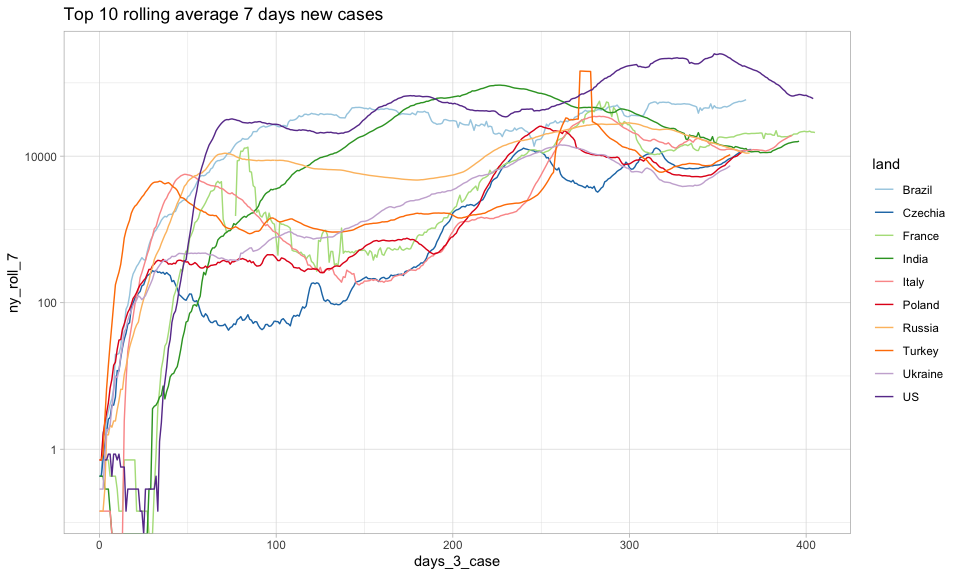 Top 10 rolling average 7 days new cases
ny_roll_7
10000
100
1
0
100
200
300
400
days_3_case
land
Brazil
Czechia
France
India
Italy
Poland
Russia
Turkey
Ukraine
US